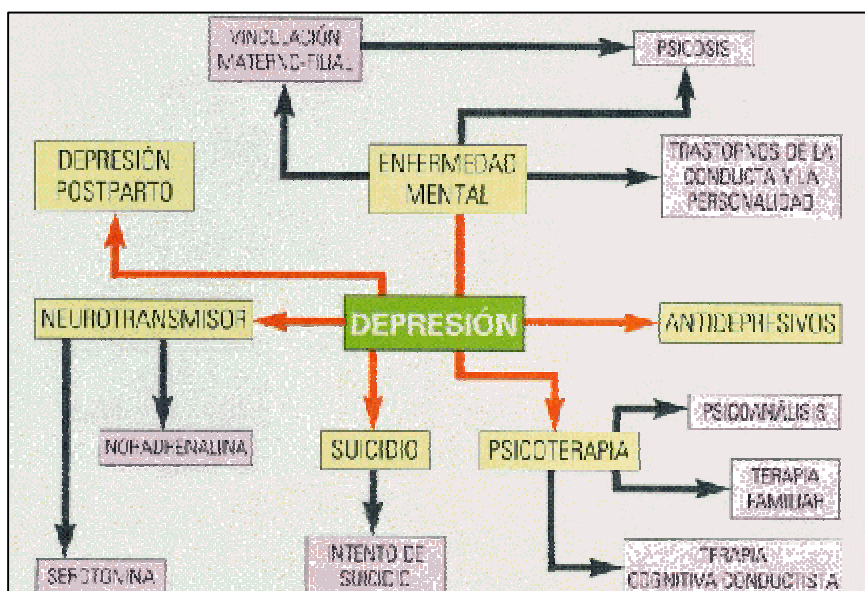 VINCULACIÓN
MATERNO-FILIAL
PSICOSIS
DEPRESIÓN
POSTPARTO
ENFERMEDAD
MENTAL
TRASTORNOS DE LA
CONDUCTA Y LA
PERSONALIDAD
NEUROTRANSMISOR
DEPRESIÓN
ANTIDEPRESIVOS
NORADRENALINA
SUICIDIO
PSICOTERAPIA
PSICOANÁLISIS
TERAPIA
FAMILIAR
SEROTONINA
INTENTO DE
SUICIDIO
TERAPIA
COGNITIVA CONDUCTISTA